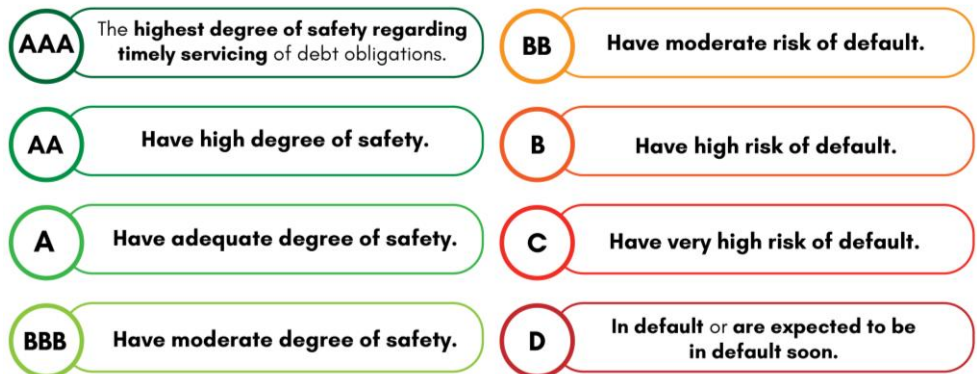 AAA
The highest degree of safety regarding
timely servicing of debt obligations.
AA
Have high degree of safety.
A
Have adequate degree of safety.
BBB
Have moderate degree of safety.
BB
Have moderate risk of default.
B
Have high risk of default.
C
Have very high risk of default.
D
In default or are expected to be
in default soon.